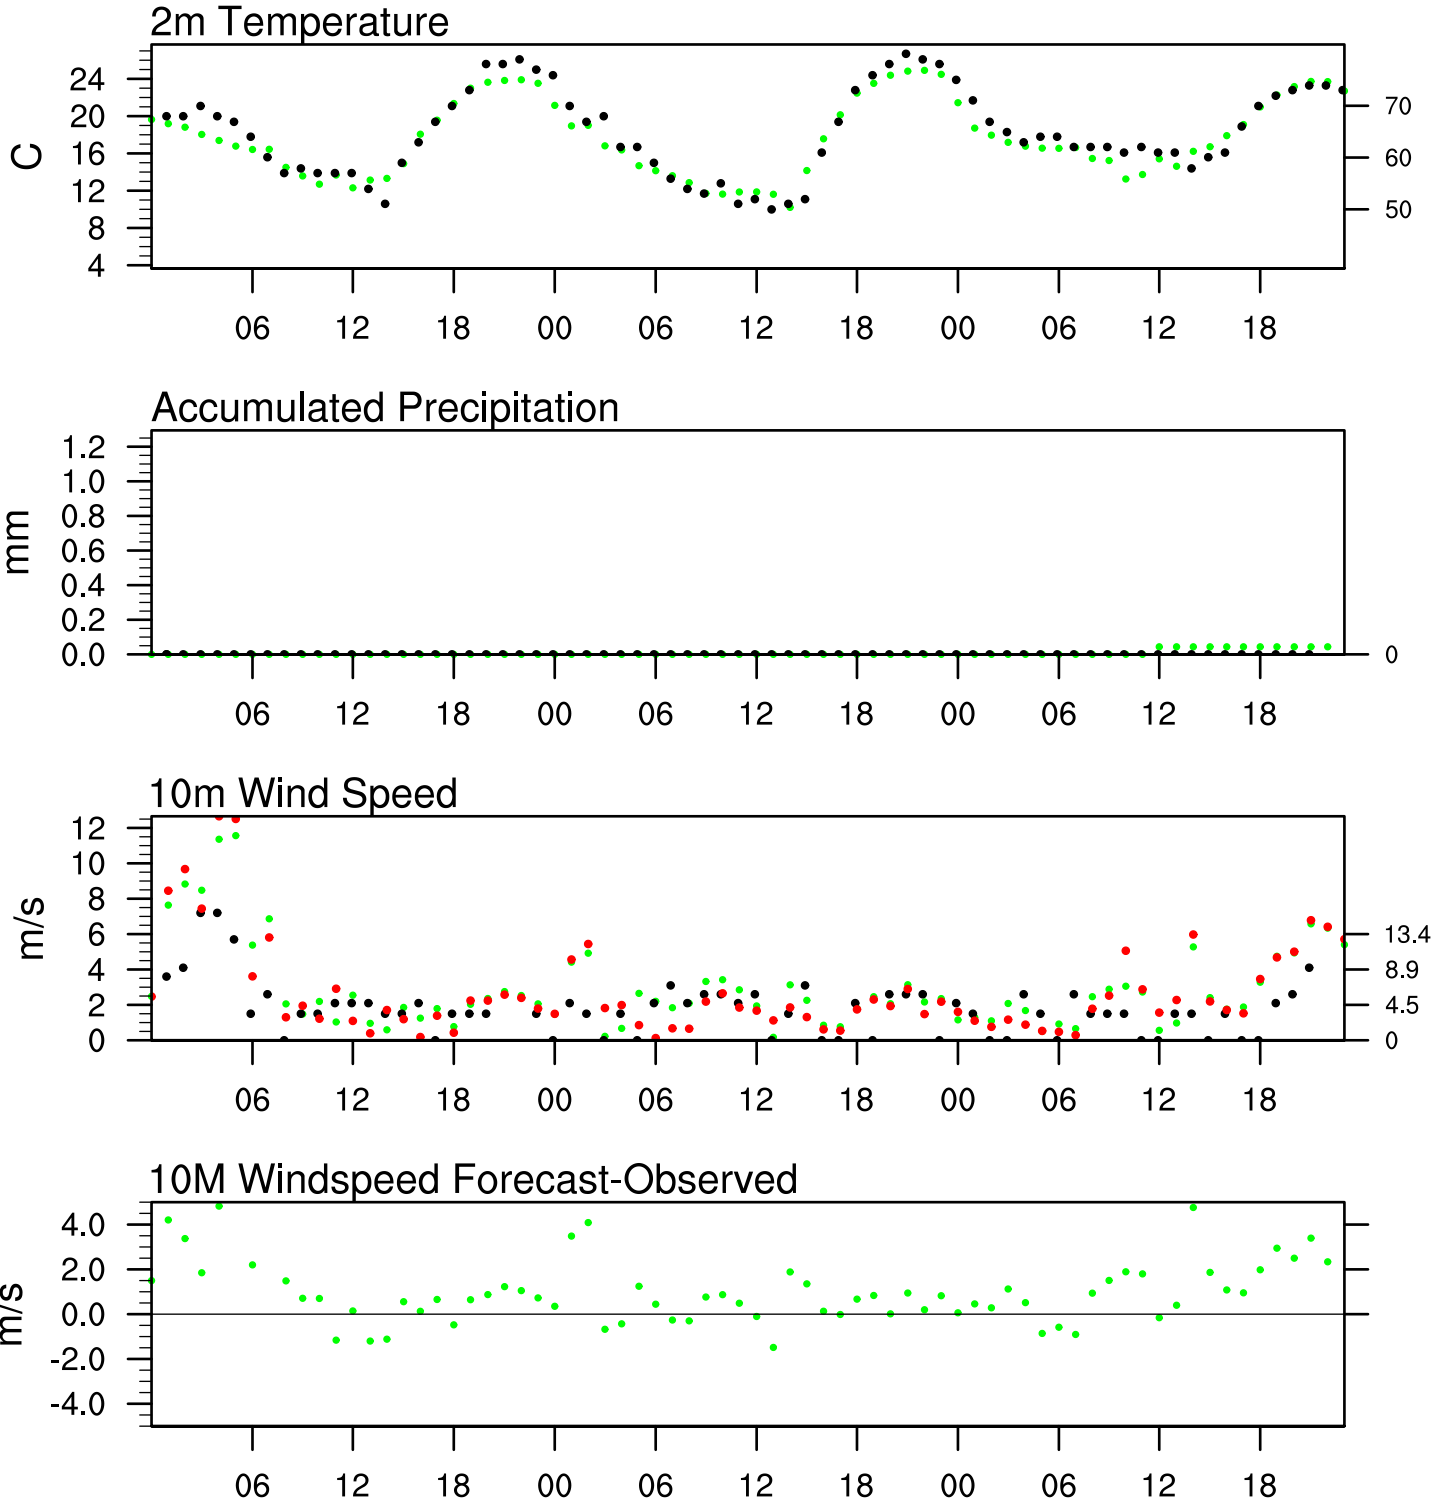 2m Temperature
C
24
20
16
12
8
4
70
60
50
06 12 18 00 06 12 18 00 06 12 18
Accumulated Precipitation
mm
1.2
1.0
0.8
0.6
0.4
0.2
0.0
0
06 12 18 00 06 12 18 00 06 12 18
10m Wind Speed
m/s
12
10
8
6
4
2
0
13.4
8.9
4.5
0
06 12 18 00 06 12 18 00 06 12 18
10M Windspeed Forecast-Observed
m/s
4.0
2.0
0.0
-2.0
-4.0
06 12 18 00 06 12 18 00 06 12 18